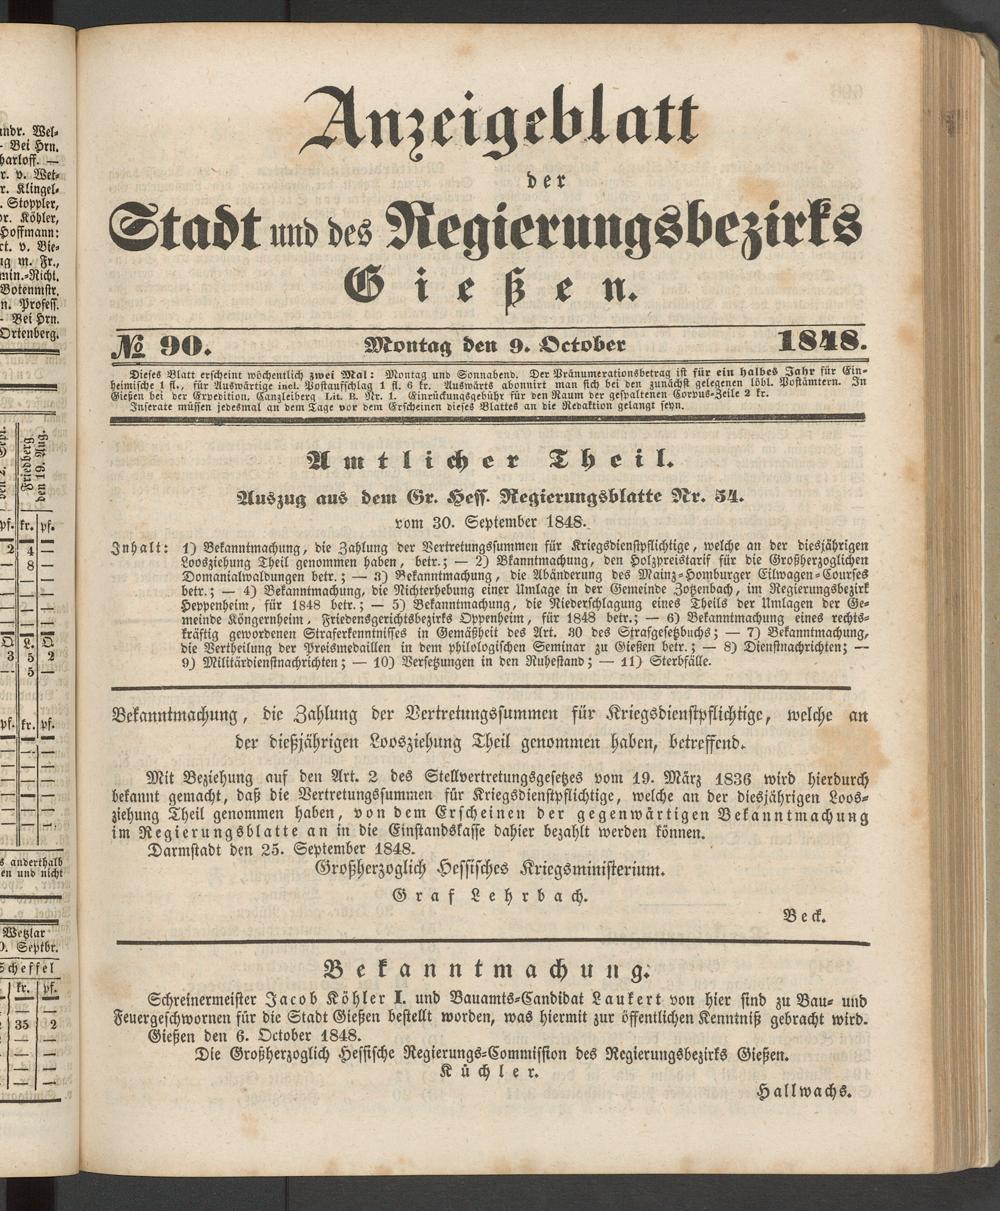 Anzeigeblatt
der
Stadt und des Regierungsbezirks
Gießen.
№ 90. Montag den 9. October 1848.
Dieses Blatt erscheint wöchentlich zwei Mal: Montag und Sonnabend. Der Pränumerationsbetrag ist für ein halbes Jahr für Ein-
heimische 1 fl., für Auswärtige incl. Postaufschlag 1 fl. 6 kr. Auswärts abonnirt man sich bei den zunächst gelegenen löbl. Postämtern. In
Gießen bei der Expedition, Canzleiberg Lit. B. Nr. 1. Einrückungsgebühr für den Raum der gespaltenen Corpus-Zeile 2 kr.
Inserate müssen jedesmal an dem Tage vor dem Erscheinen dieses Blattes an die Redaktion gelangt seyn.
Amtlicher Theil.
Auszug aus dem Gr. Hess. Regierungsblatte Nr. 54.
vom 30. September 1848.
Inhalt: 1) Bekanntmachung, die Zahlung der Vertretungssummen für Kriegsdienstpflichtige, welche an der diesjährigen
Loosziehung Theil genommen haben, betr.; — 2) Bkanntmachung, den Holzpreistarif für die Großherzoglichen
Domanialwaldungen betr.; — 3) Bekanntmachung, die Abänderung des Mainz-Homburger Eilwagen-Courses
betr.; — 4) Bekanntmachung, die Nichterhebung einer Umlage in der Gemeinde Zotzenbach, im Regierungsbezirk
Heppenheim, für 1848 betr.; — 5) Bekanntmachung, die Niederschlagung eines Theils der Umlagen der Ge-
meinde Köngernheim, Friedensgerichtsbezirks Oppenheim, für 1848 betr.; — 6) Bekanntmachung eines rechts-
kräftig gewordenen Straferkenntnisses in Gemäßheit des Art. 30 des Strafgesetzbuchs; — 7) Bekanntmachung,
die Vertheilung der Preismedaillen in dem philologischen Seminar zu Gießen betr.; — 8) Dienstnachrichten; —
9) Militärdienstnachrichten; — 10) Versetzungen in den Ruhestand; — 11) Sterbfälle.
Bekanntmachung, die Zahlung der Vertretungssummen für Kriegsdienstpflichtige, welche an
der dießjährigen Loosziehung Theil genommen haben, betreffend.
Mit Beziehung auf den Art. 2 des Stellvertretungsgesetzes vom 19. März 1836 wird hierdurch
bekannt gemacht, daß die Vertretungssummen für Kriegsdienstpflichtige, welche an der diesjährigen Loos-
ziehung Theil genommen haben, von dem Erscheinen der gegenwärtigen Bekanntmachung
im Regierungsblatte an in die Einstandskasse dahier bezahlt werden können.
Darmstadt den 25. September 1848.
Großherzoglich Hessisches Kriegsministerium.
Graf Lehrbach.
Beck.
Bekanntmachung.
Schreinermeister Jacob Köhler I. und Bauamts-Candidat Laukert von hier sind zu Bau- und
Feuergeschwornen für die Stadt Gießen bestellt worden, was hiermit zur öffentlichen Kenntniß gebracht wird.
Gießen den 6. October 1848.
Die Großherzoglich Hessische Regierungs-Commission des Regierungsbezirks Gießen.
Küchler.
Hallwachs.